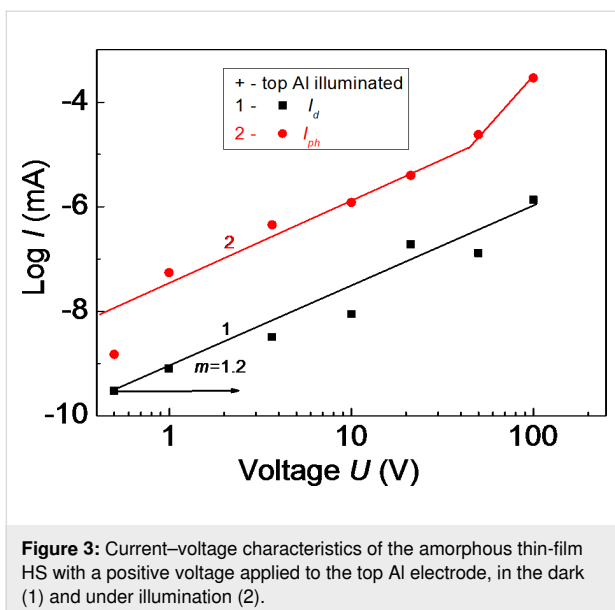 + - top Al illuminated
1 - ■ I_d
2 - ● I_ph
-4
-6
-8
-10
Log I (mA)
2
1
m=1.2
1 10 100
Voltage U (V)
Figure 3: Current–voltage characteristics of the amorphous thin-film
HS with a positive voltage applied to the top Al electrode, in the dark
(1) and under illumination (2).